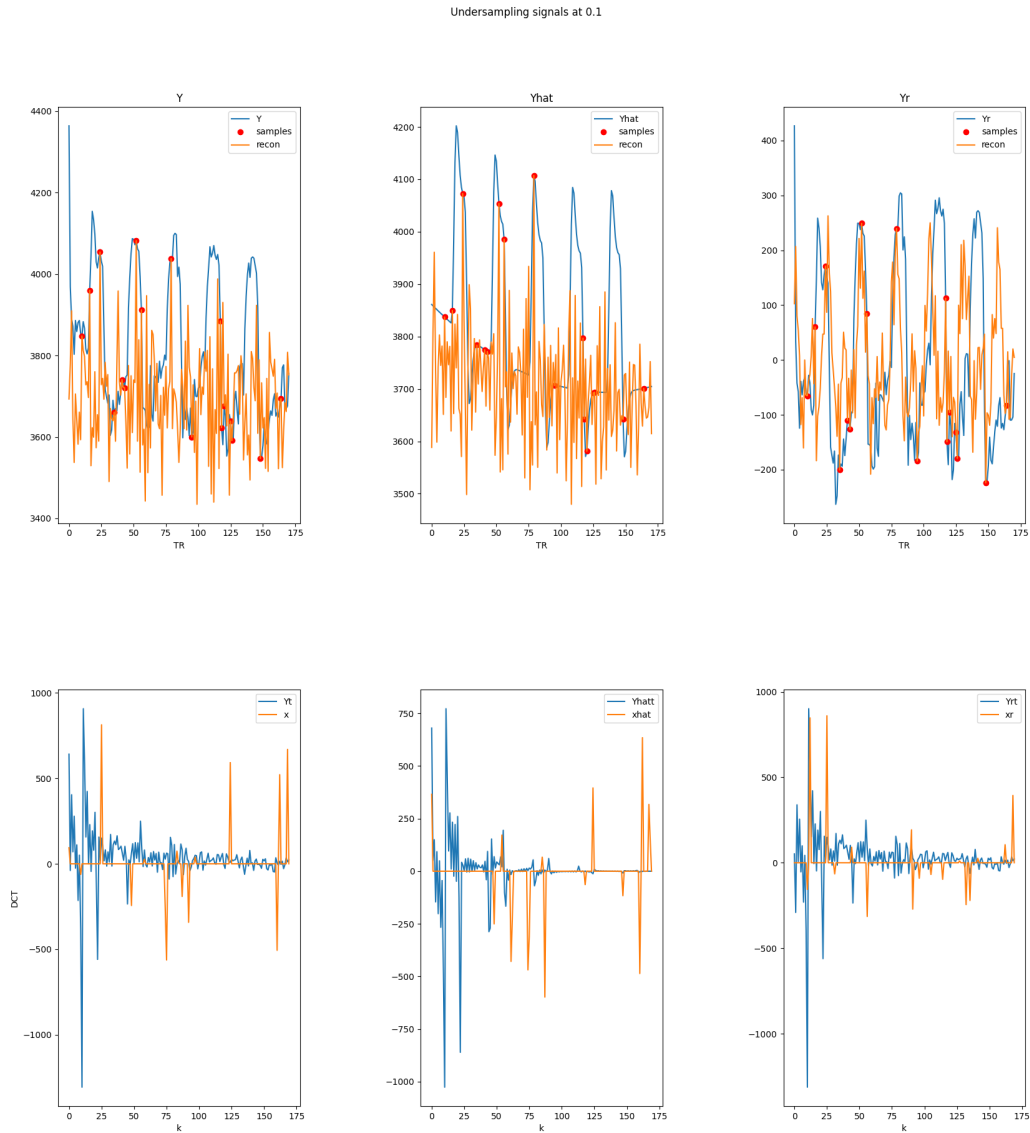 Undersampling signals at 0.1
Y
4400
4200
4000
3800
3600
3400
0 25 50 75 100 125 150 175
TR
Y
samples
recon
Yhat
4200
4100
4000
3900
3800
3700
3600
3500
0 25 50 75 100 125 150 175
TR
Yhat
samples
recon
Yr
400
300
200
100
0
−100
−200
0 25 50 75 100 125 150 175
TR
Yr
samples
recon
1000
500
0
−500
−1000
DCT
0 25 50 75 100 125 150 175
k
Yt
x
750
500
250
0
−250
−500
−750
−1000
0 25 50 75 100 125 150 175
k
Yhatt
xhat
1000
500
0
−500
−1000
0 25 50 75 100 125 150 175
k
Yrt
xr